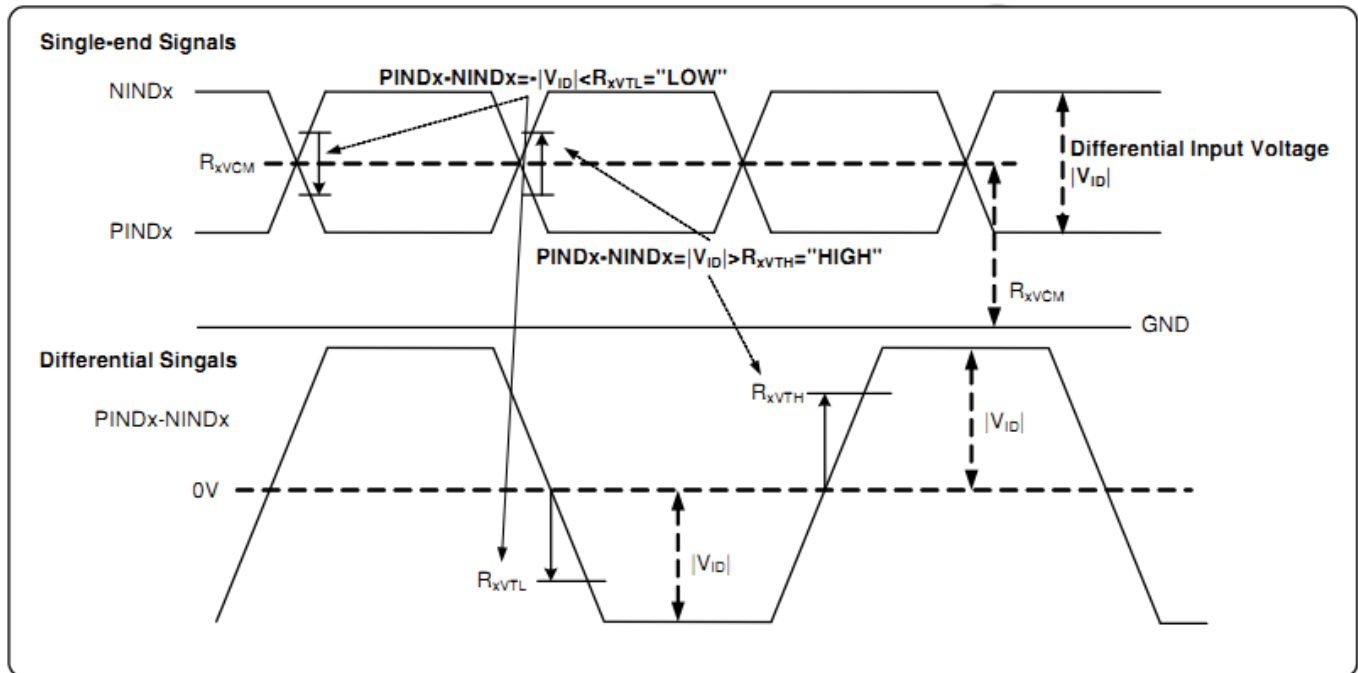 Single-end Signals
PINDx-NINDx=-|VID|<RxVTL="LOW"
NINDx
Differential Input Voltage
|VID|
RxVCM
PINDx
PINDx-NINDx=|VID|>RxVTH="HIGH"
RxVCM
GND
Differential Singals
RxVTH
PINDx-NINDx
|VID|
0V
|VID|
RxVTL